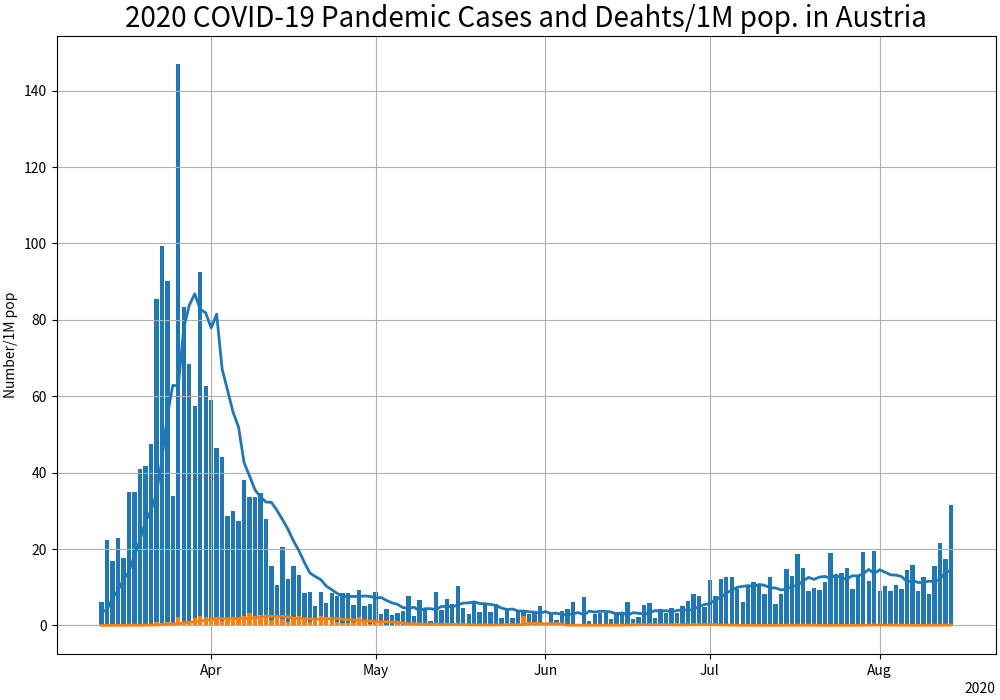 2020 COVID-19 Pandemic Cases and Deahts/1M pop. in Austria
Number/1M pop
140
120
100
80
60
40
20
0
Apr
May
Jun
Jul
Aug
2020